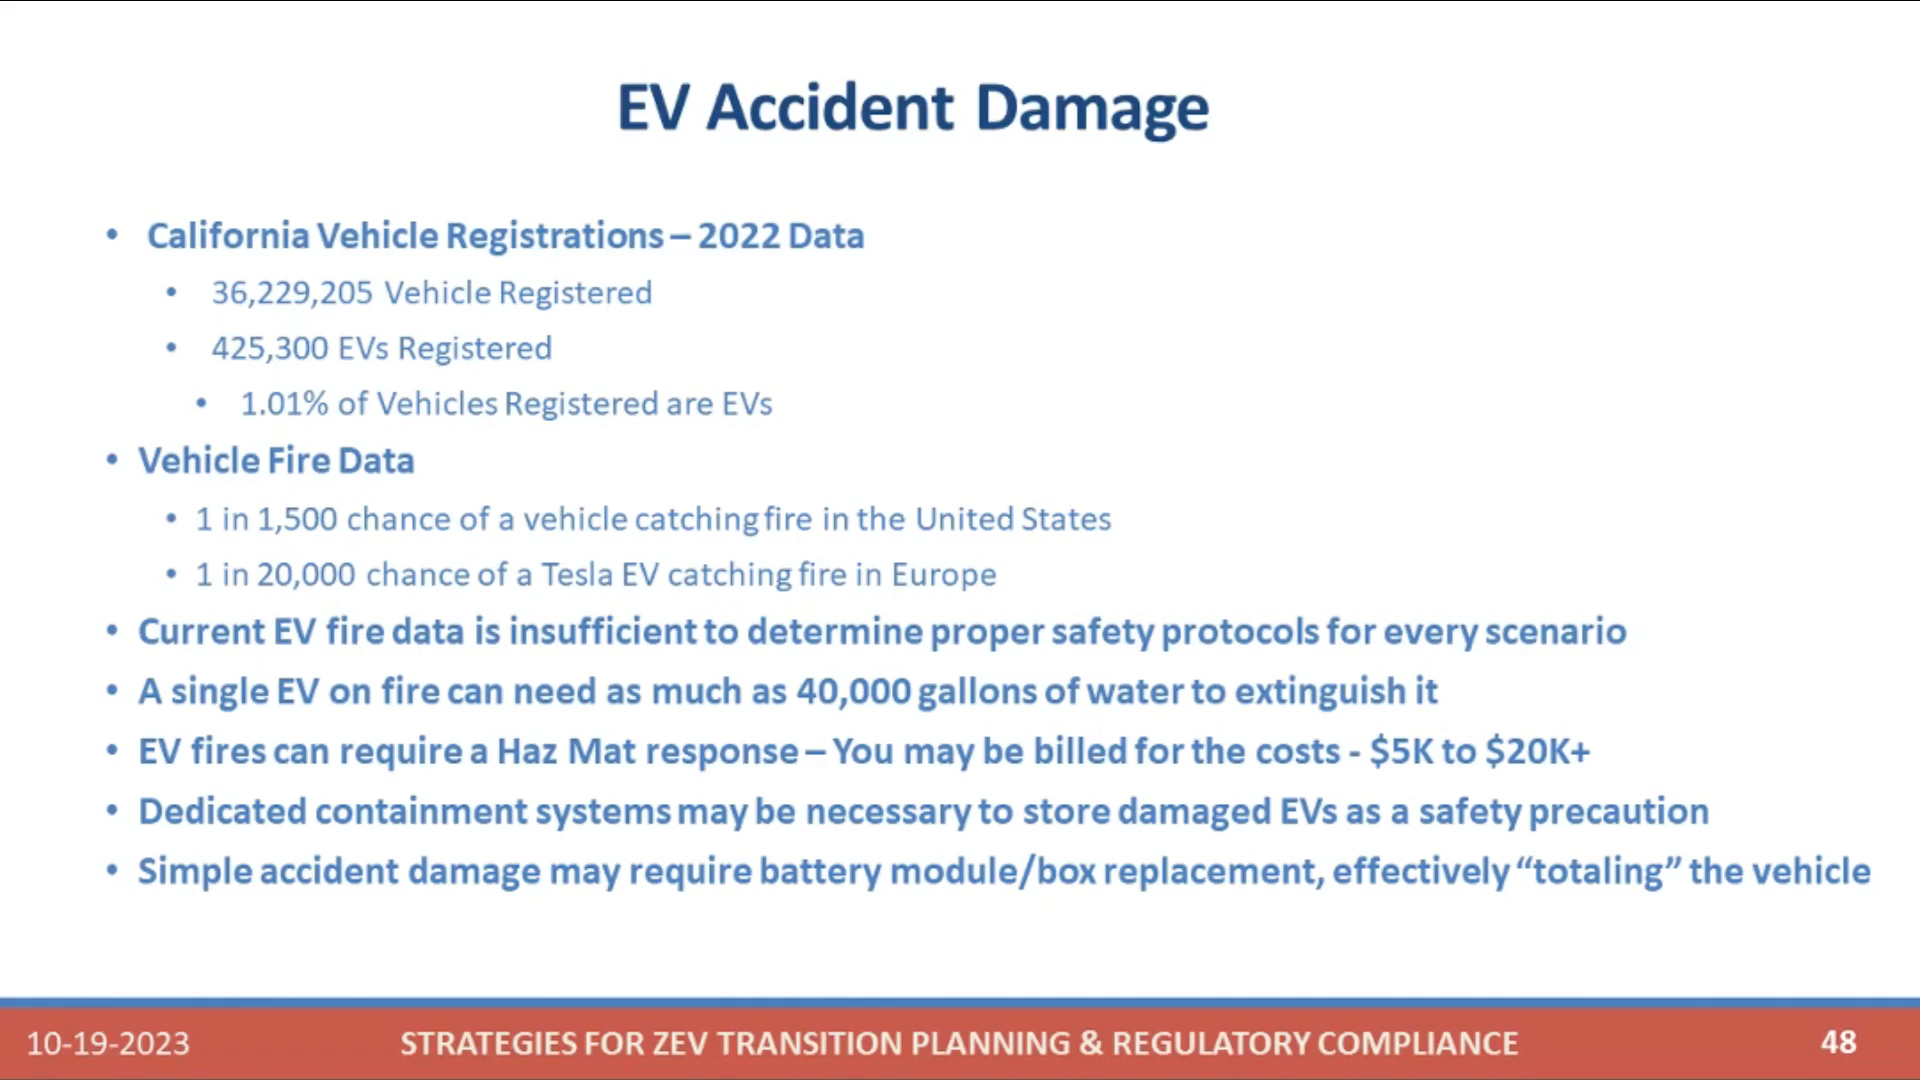 EV Accident Damage
• California Vehicle Registrations – 2022 Data
• 36,229,205 Vehicle Registered
• 425,300 EVs Registered
• 1.01% of Vehicles Registered are EVs
• Vehicle Fire Data
• 1 in 1,500 chance of a vehicle catching fire in the United States
• 1 in 20,000 chance of a Tesla EV catching fire in Europe
• Current EV fire data is insufficient to determine proper safety protocols for every scenario
• A single EV on fire can need as much as 40,000 gallons of water to extinguish it
• EV fires can require a Haz Mat response – You may be billed for the costs - $5K to $20K+
• Dedicated containment systems may be necessary to store damaged EVs as a safety precaution
• Simple accident damage may require battery module/box replacement, effectively “totaling” the vehicle
10-19-2023 STRATEGIES FOR ZEV TRANSITION PLANNING & REGULATORY COMPLIANCE 48